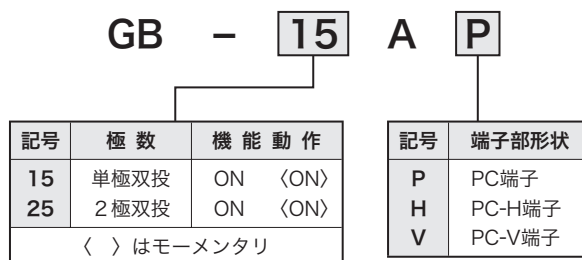 GB − 15 A P
記号 極数 機能動作
15 単極双投 ON 〈ON〉
25 2極双投 ON 〈ON〉
〈 〉はモーメンタリ
記号 端子部形状
P PC端子
H PC-H端子
V PC-V端子